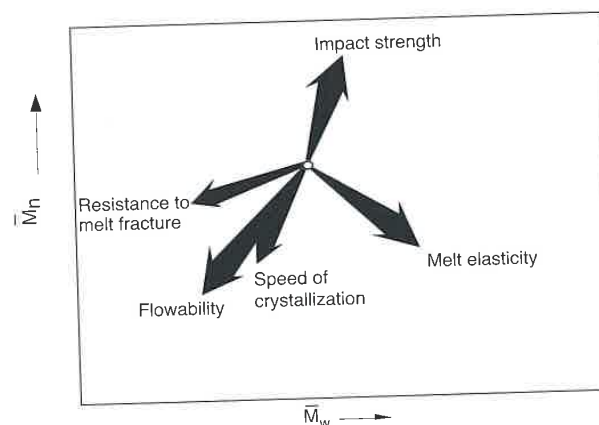 Impact strength
M̅n
Resistance to
melt fracture
Melt elasticity
Speed of
crystallization
Flowability
M̅w